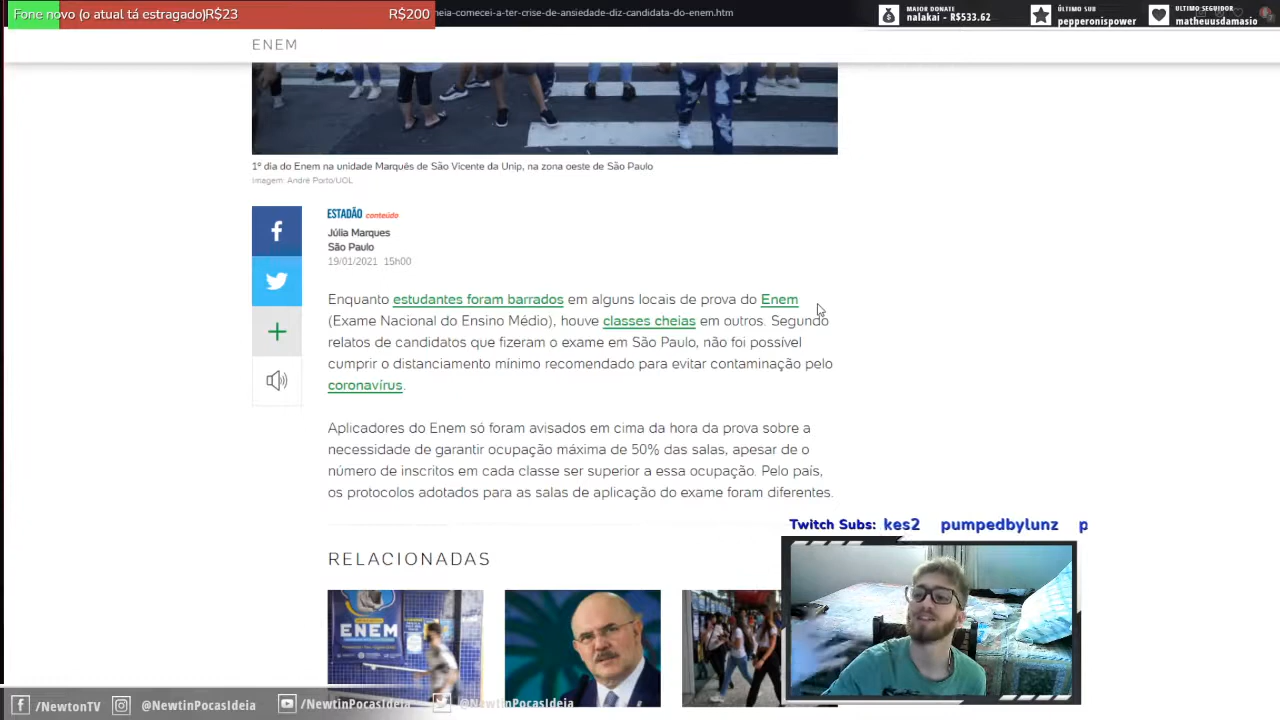 Fone novo (o atual tá estragado)R$23
R$200
heia-comecei-a-ter-crise-de-ansiedade-diz-candidata-do-enem.htm
MAIOR DONATE
nalakai - R$533.62
ÚLTIMO SUB
pepperonispower
ULTIMO SEGUIDOR
matheuusdamasio
ENEM
1º dia do Enem na unidade Marquês de São Vicente da Unip, na zona oeste de São Paulo
Imagem: André Porto/UOL
ESTADÃO conteúdo
Júlia Marques
São Paulo
19/01/2021 15h00
Enquanto estudantes foram barrados em alguns locais de prova do Enem
(Exame Nacional do Ensino Médio), houve classes cheias em outros. Segundo
relatos de candidatos que fizeram o exame em São Paulo, não foi possível
cumprir o distanciamento mínimo recomendado para evitar contaminação pelo
coronavírus.
Aplicadores do Enem só foram avisados em cima da hora da prova sobre a
necessidade de garantir ocupação máxima de 50% das salas, apesar de o
número de inscritos em cada classe ser superior a essa ocupação. Pelo país,
os protocolos adotados para as salas de aplicação do exame foram diferentes.
Twitch Subs: kes2 pumpedbylunz p
RELACIONADAS
ENEM
/NewtonTV
@NewtinPocasIdeia
/NewtinPocasIdeia
@NewtinPocasIdeia